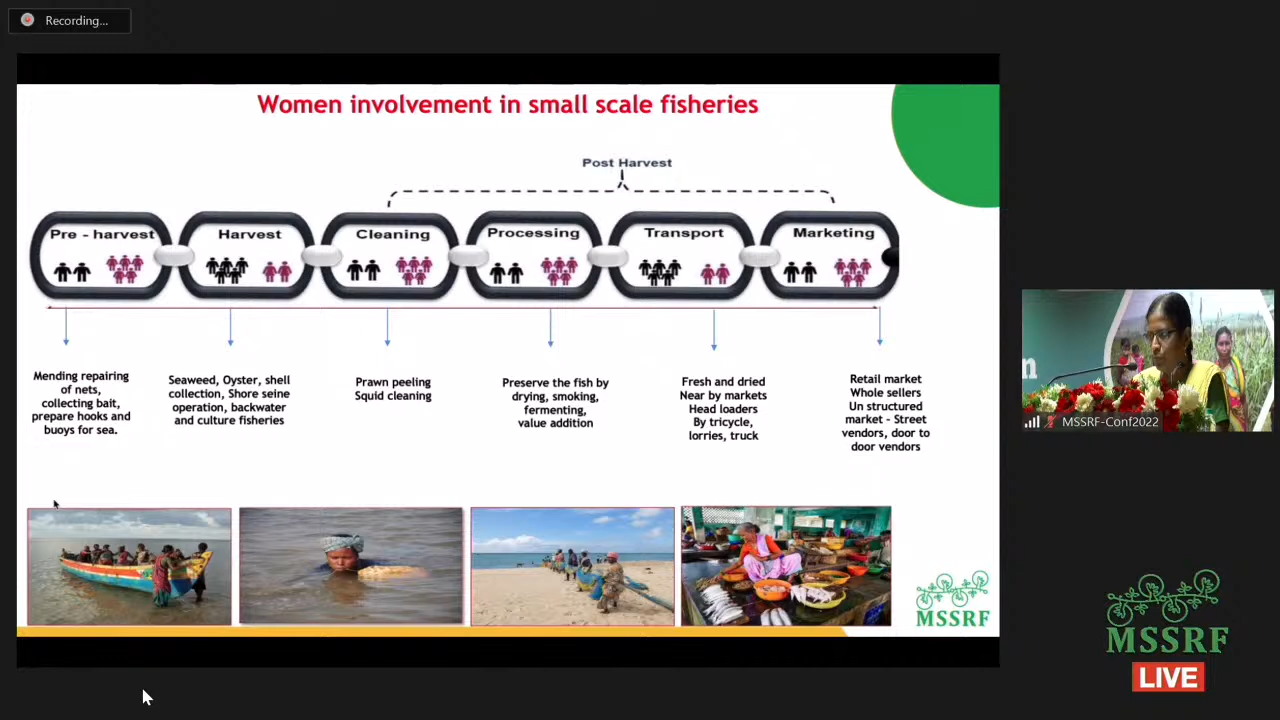 Recording...
Women involvement in small scale fisheries
Post Harvest
Pre - harvest
Harvest
Cleaning
Processing
Transport
Marketing
Mending repairing
of nets,
collecting bait,
prepare hooks and
buoys for sea.
Seaweed, Oyster, shell
collection, Shore seine
operation, backwater
and culture fisheries
Prawn peeling
Squid cleaning
Preserve the fish by
drying, smoking,
fermenting,
value addition
Fresh and dried
Near by markets
Head loaders
By tricycle,
lorries, truck
Retail market
Whole sellers
Un structured
market - Street
vendors, door to
door vendors
MSSRF
n
MSSRF-Conf2022
MSSRF
LIVE